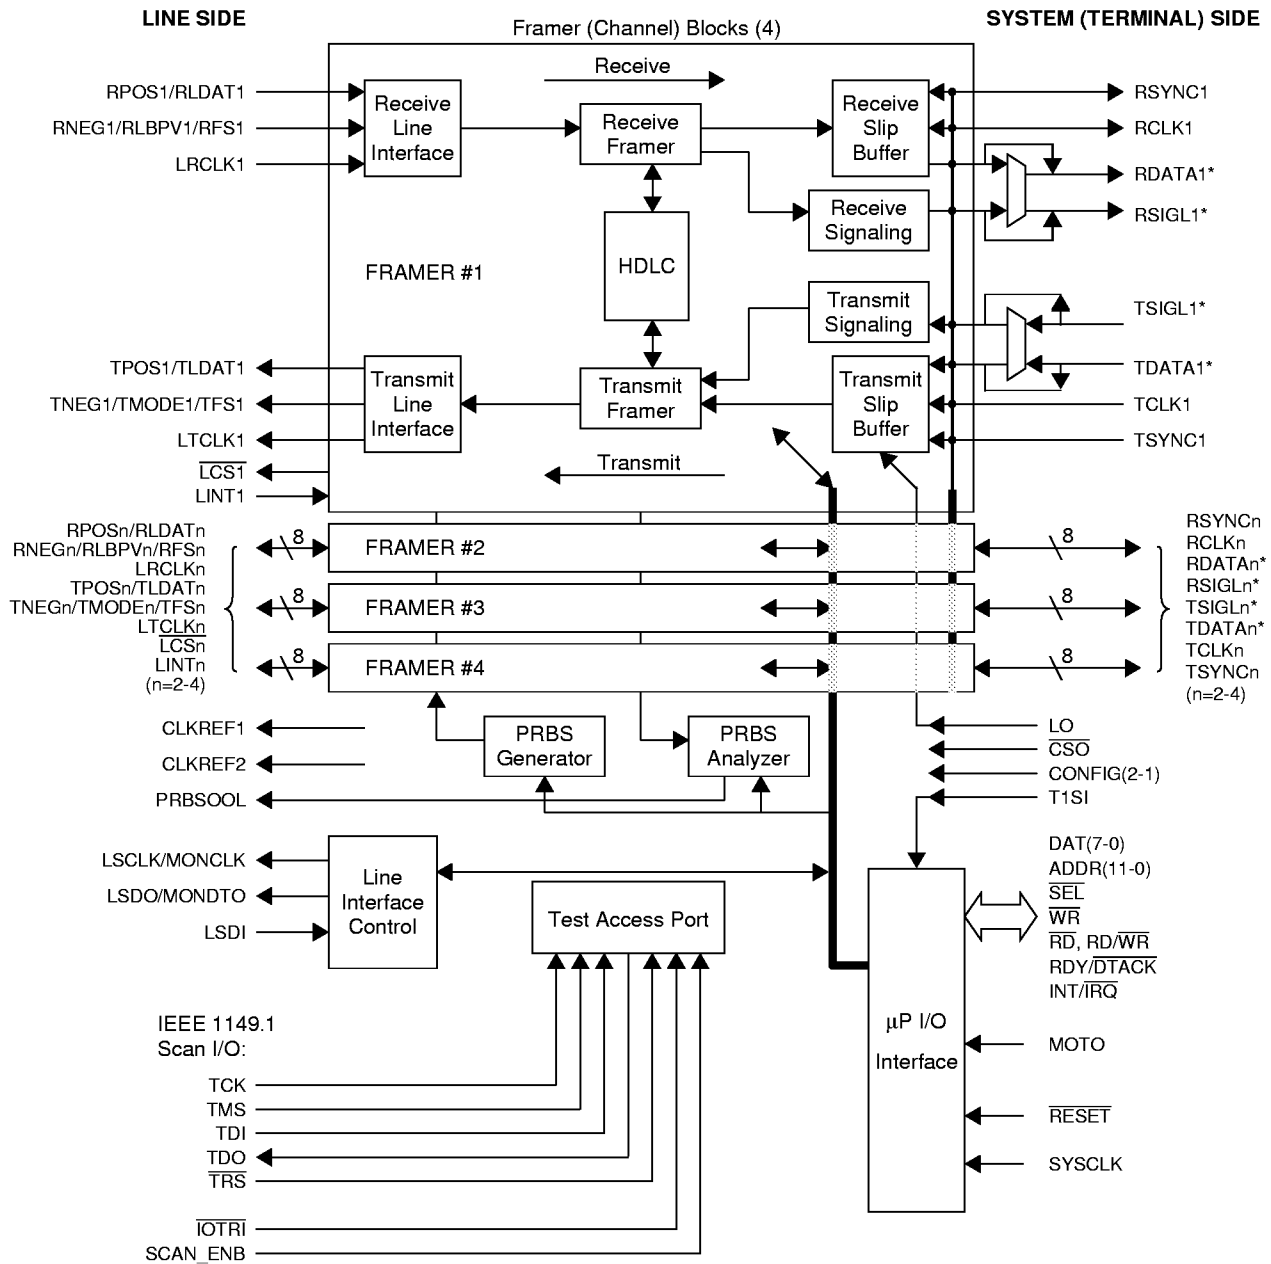 LINE SIDE
SYSTEM (TERMINAL) SIDE
Framer (Channel) Blocks (4)
Receive
RPOS1/RLDAT1
RNEG1/RLBPV1/RFS1
LRCLK1
Receive
Line
Interface
Receive
Framer
Receive
Slip
Buffer
RSYNC1
RCLK1
RDATA1*
RSIGL1*
Receive
Signaling
HDLC
FRAMER #1
Transmit
Signaling
TSIGL1*
TDATA1*
TCLK1
TSYNC1
TPOS1/TLDAT1
TNEG1/TMODE1/TFS1
LTCLK1
LCS1
LINT1
Transmit
Line
Interface
Transmit
Framer
Transmit
Slip
Buffer
Transmit
RPOSn/RLDATn
RNEGn/RLBPVn/RFSn
LRCLKn
TPOSn/TLDATn
TNEGn/TMODEn/TFSn
LTCLKn
LCSn
LINTn
(n=2-4)
8
FRAMER #2
8
8
FRAMER #3
8
8
FRAMER #4
8
RSYNCn
RCLKn
RDATAn*
RSIGLn*
TSIGLn*
TDATAn*
TCLKn
TSYNCn
(n=2-4)
CLKREF1
CLKREF2
PRBSOOL
PRBS
Generator
PRBS
Analyzer
LO
CSO
CONFIG(2-1)
T1SI
LSCLK/MONCLK
LSDO/MONDTO
LSDI
Line
Interface
Control
Test Access Port
DAT(7-0)
ADDR(11-0)
SEL
WR
RD, RD/WR
RDY/DTACK
INT/IRQ
µP I/O
Interface
MOTO
RESET
SYSCLK
IEEE 1149.1
Scan I/O:
TCK
TMS
TDI
TDO
TRS
IOTRI
SCAN_ENB